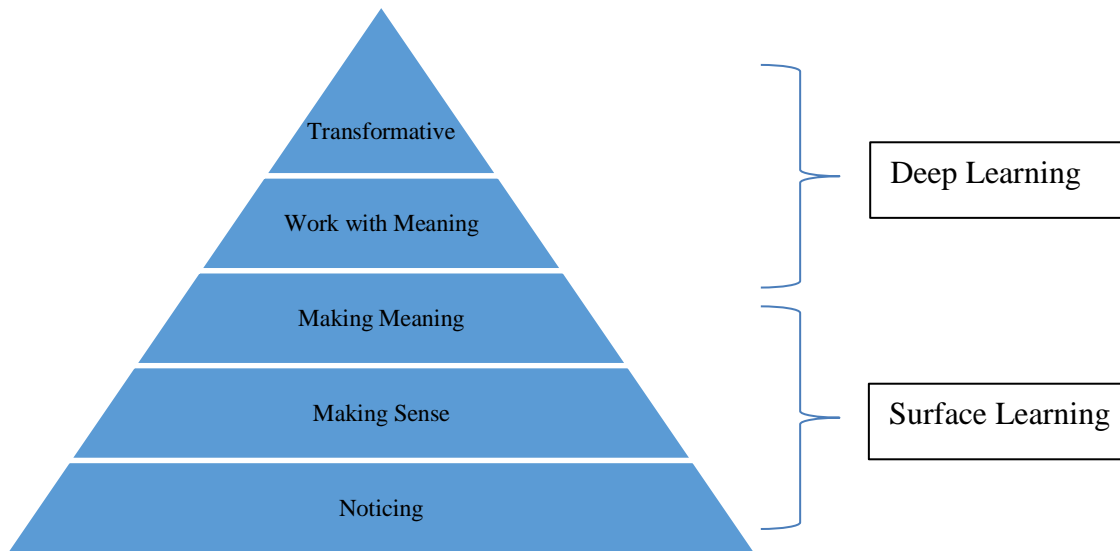 Transformative
Deep Learning
Work with Meaning
Making Meaning
Making Sense
Surface Learning
Noticing